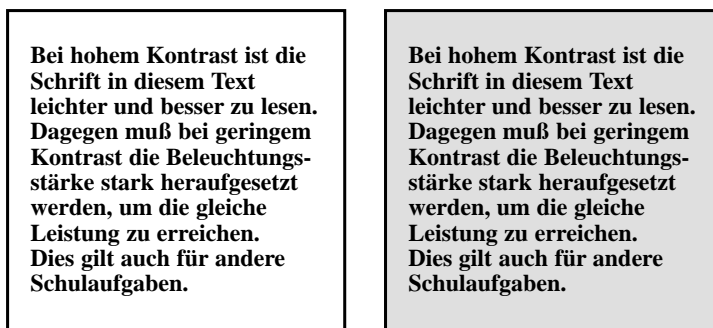 Bei hohem Kontrast ist die
Schrift in diesem Text
leichter und besser zu lesen.
Dagegen muß bei geringem
Kontrast die Beleuchtungs-
stärke stark heraufgesetzt
werden, um die gleiche
Leistung zu erreichen.
Dies gilt auch für andere
Schulaufgaben.
Bei hohem Kontrast ist die
Schrift in diesem Text
leichter und besser zu lesen.
Dagegen muß bei geringem
Kontrast die Beleuchtungs-
stärke stark heraufgesetzt
werden, um die gleiche
Leistung zu erreichen.
Dies gilt auch für andere
Schulaufgaben.